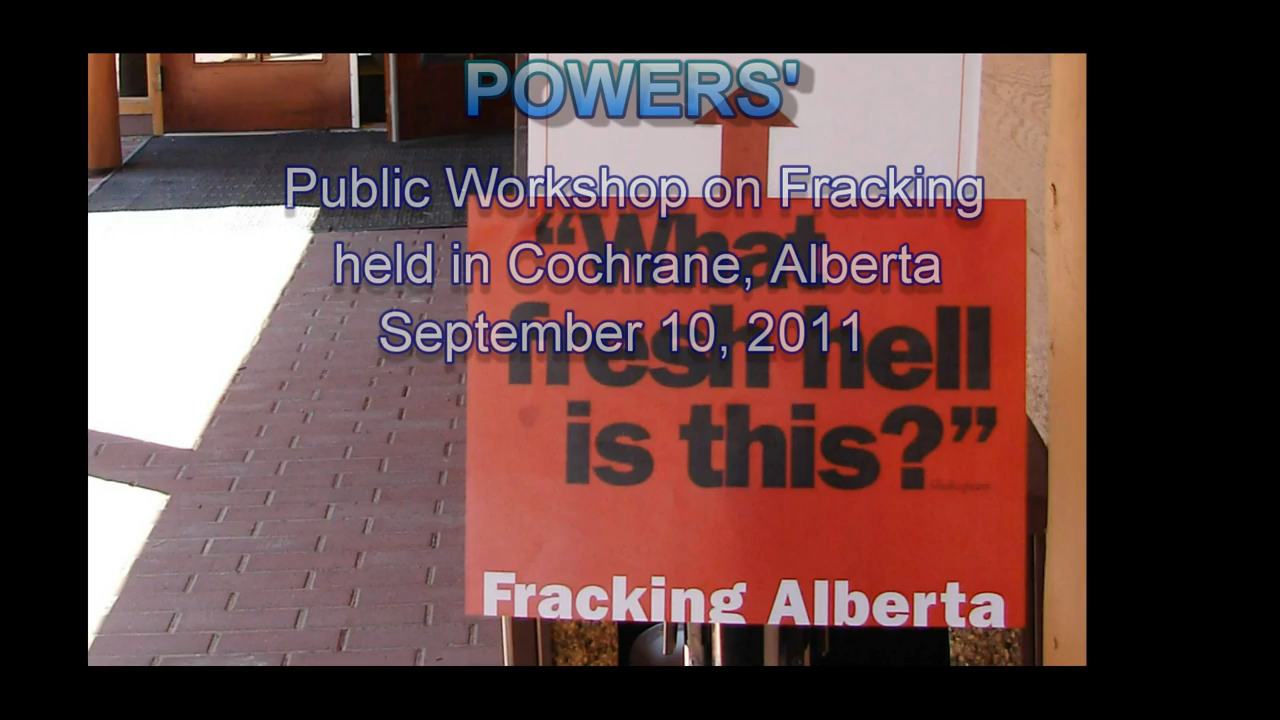 POWERS'
Public Workshop on Fracking
held in Cochrane, Alberta
September 10, 2011
“What
fresh hell
is this?”
Fracking Alberta